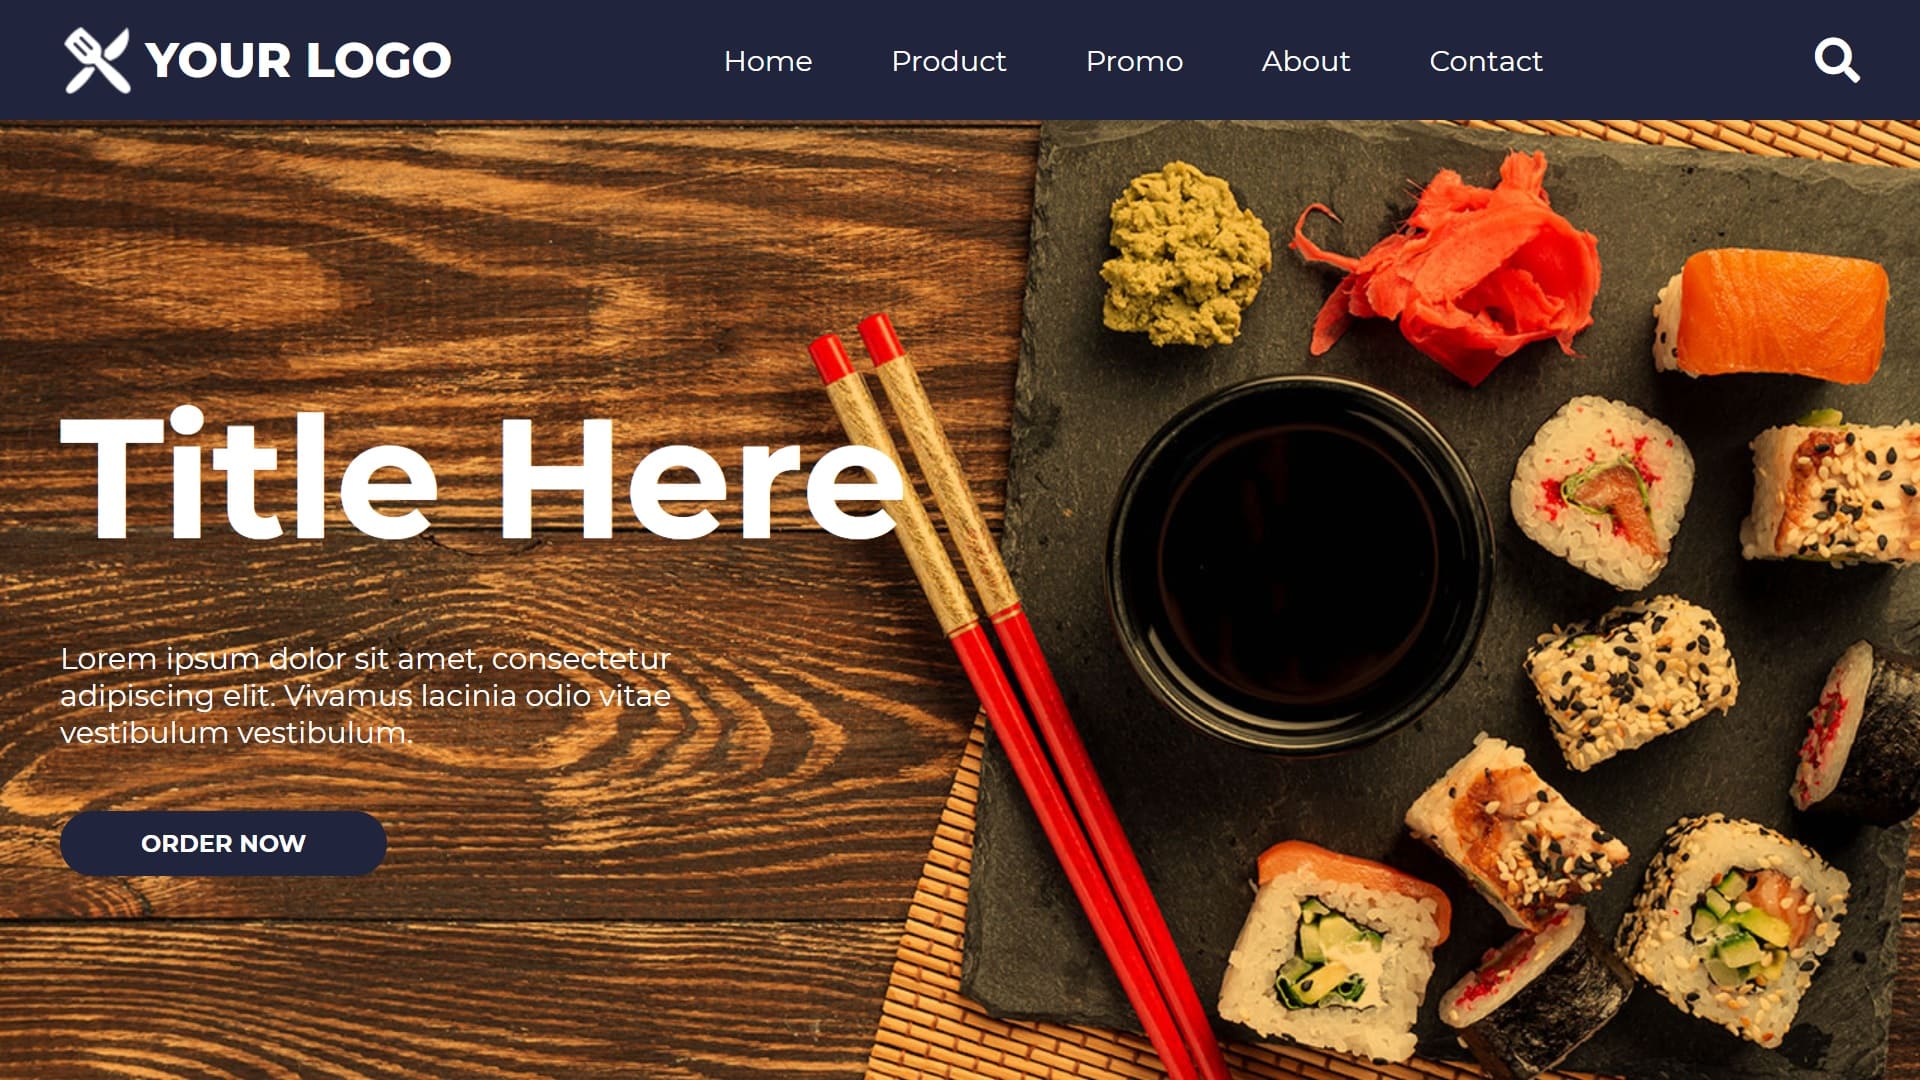 YOUR LOGO
Home
Product
Promo
About
Contact
Title Here
Lorem ipsum dolor sit amet, consectetur
adipiscing elit. Vivamus lacinia odio vitae
vestibulum vestibulum.
ORDER NOW